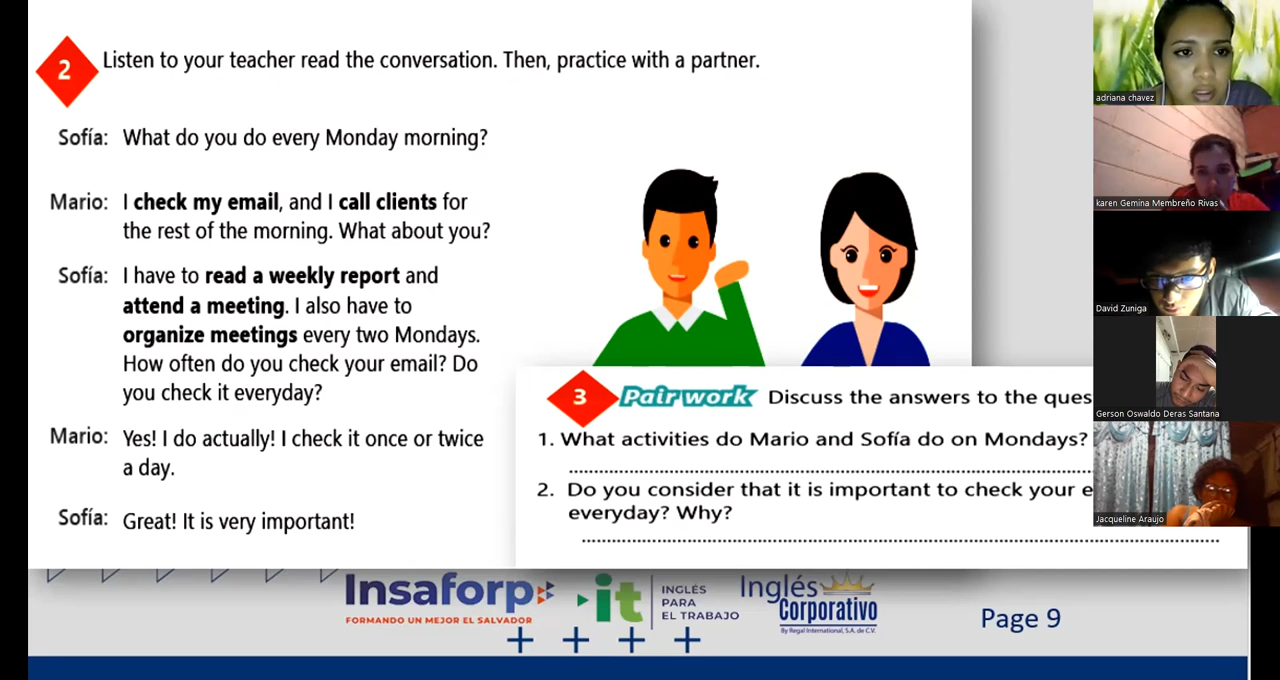 2
Listen to your teacher read the conversation. Then, practice with a partner.
Sofía: What do you do every Monday morning?
Mario: I check my email, and I call clients for
the rest of the morning. What about you?
Sofía: I have to read a weekly report and
attend a meeting. I also have to
organize meetings every two Mondays.
How often do you check your email? Do
you check it everyday?
Mario: Yes! I do actually! I check it once or twice
a day.
Sofía: Great! It is very important!
3 Pair work Discuss the answers to the ques
1. What activities do Mario and Sofía do on Mondays?
2. Do you consider that it is important to check your e
everyday? Why?
Insaforp
FORMANDO UN MEJOR EL SALVADOR
it
INGLÉS
PARA
EL TRABAJO
Inglés
Corporativo
By Regal International, S.A. de C.V.
Page 9
adriana chavez
karen Gemina Membreño Rivas
David Zuniga
Gerson Oswaldo Deras Santana
Jacqueline Araujo